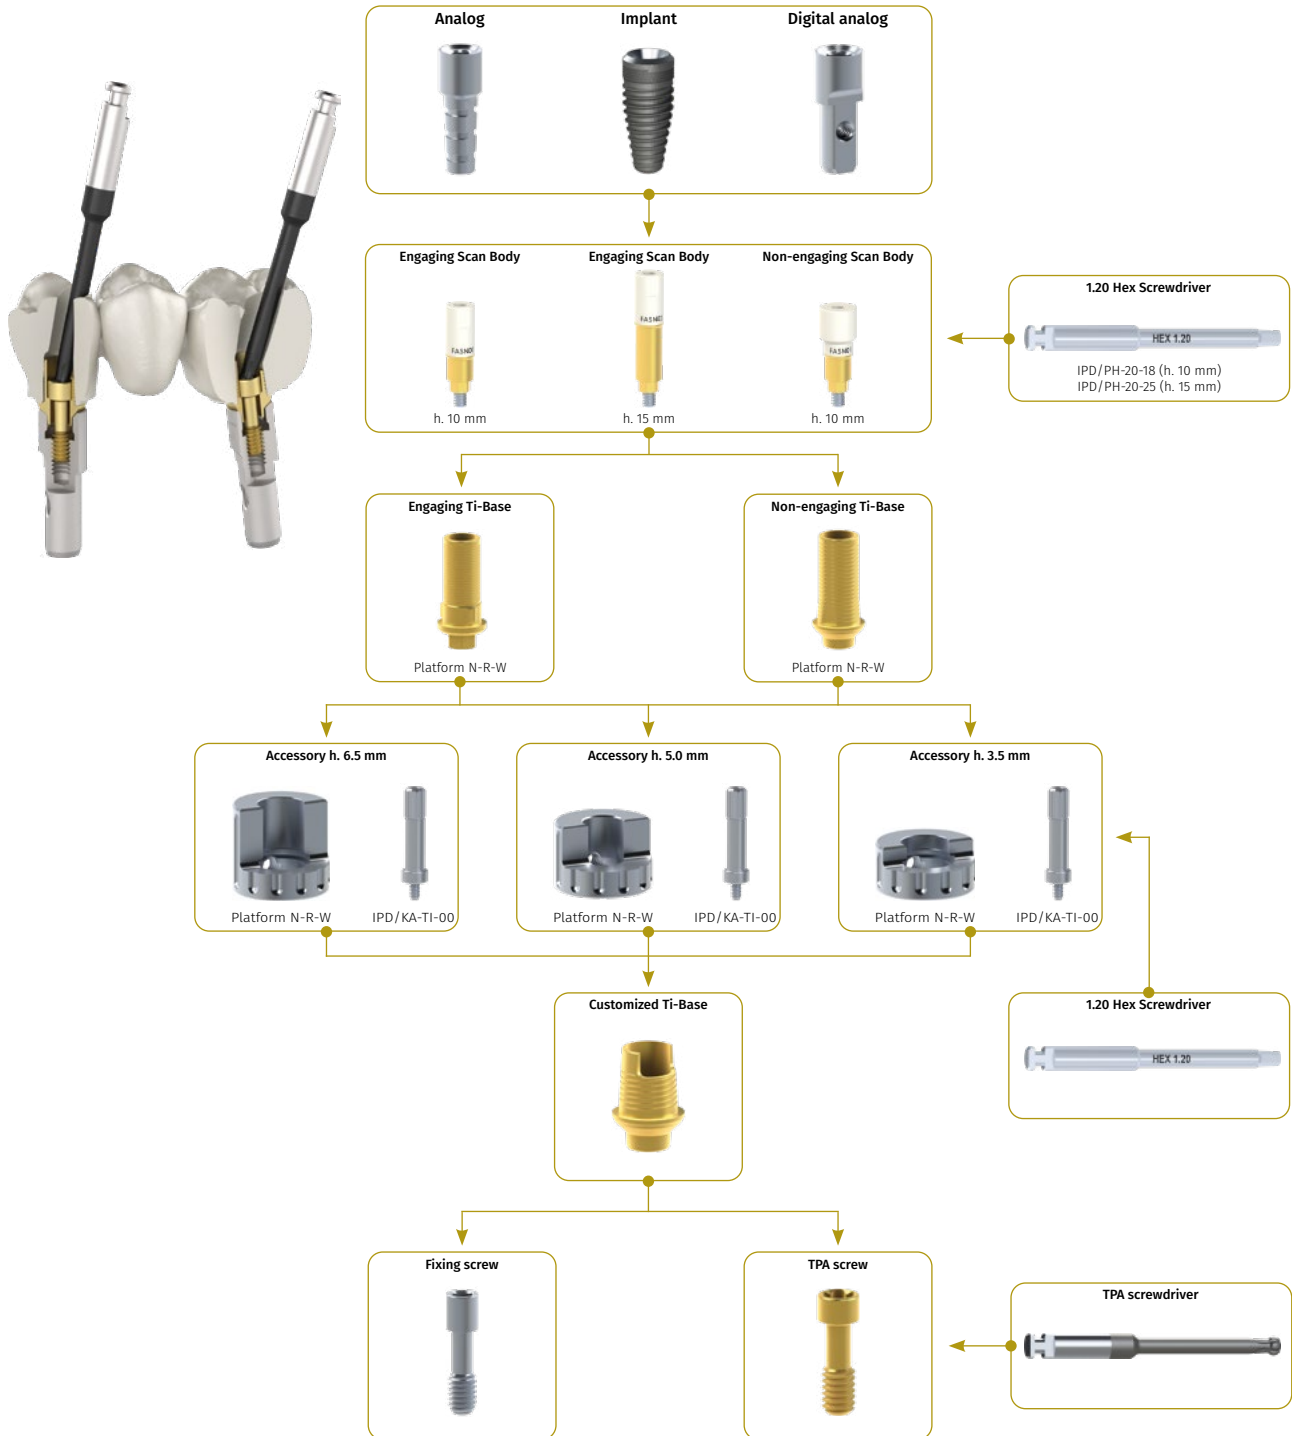 Analog
Implant
Digital analog
Engaging Scan Body
Engaging Scan Body
Non-engaging Scan Body
h. 10 mm
h. 15 mm
h. 10 mm
1.20 Hex Screwdriver
HEX 1.20
IPD/PH-20-18 (h. 10 mm)
IPD/PH-20-25 (h. 15 mm)
Engaging Ti-Base
Non-engaging Ti-Base
Platform N-R-W
Platform N-R-W
Accessory h. 6.5 mm
Accessory h. 5.0 mm
Accessory h. 3.5 mm
Platform N-R-W
IPD/KA-TI-00
Platform N-R-W
IPD/KA-TI-00
Platform N-R-W
IPD/KA-TI-00
Customized Ti-Base
1.20 Hex Screwdriver
HEX 1.20
Fixing screw
TPA screw
TPA screwdriver